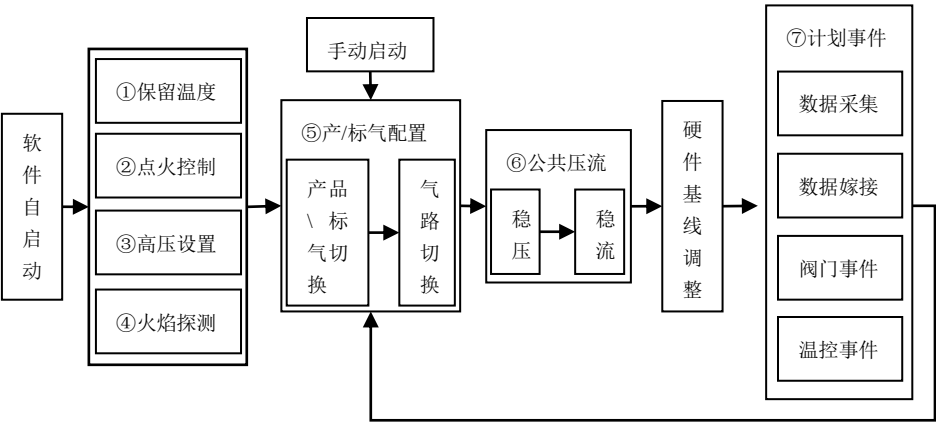 软
件
自
启
动
①保留温度
②点火控制
③高压设置
④火焰探测
手动启动
⑤产/标气配置
产品
\ 标
气切
换
气
路
切
换
⑥公共压流
稳
压
稳
流
硬
件
基
线
调
整
⑦计划事件
数据采集
数据嫁接
阀门事件
温控事件